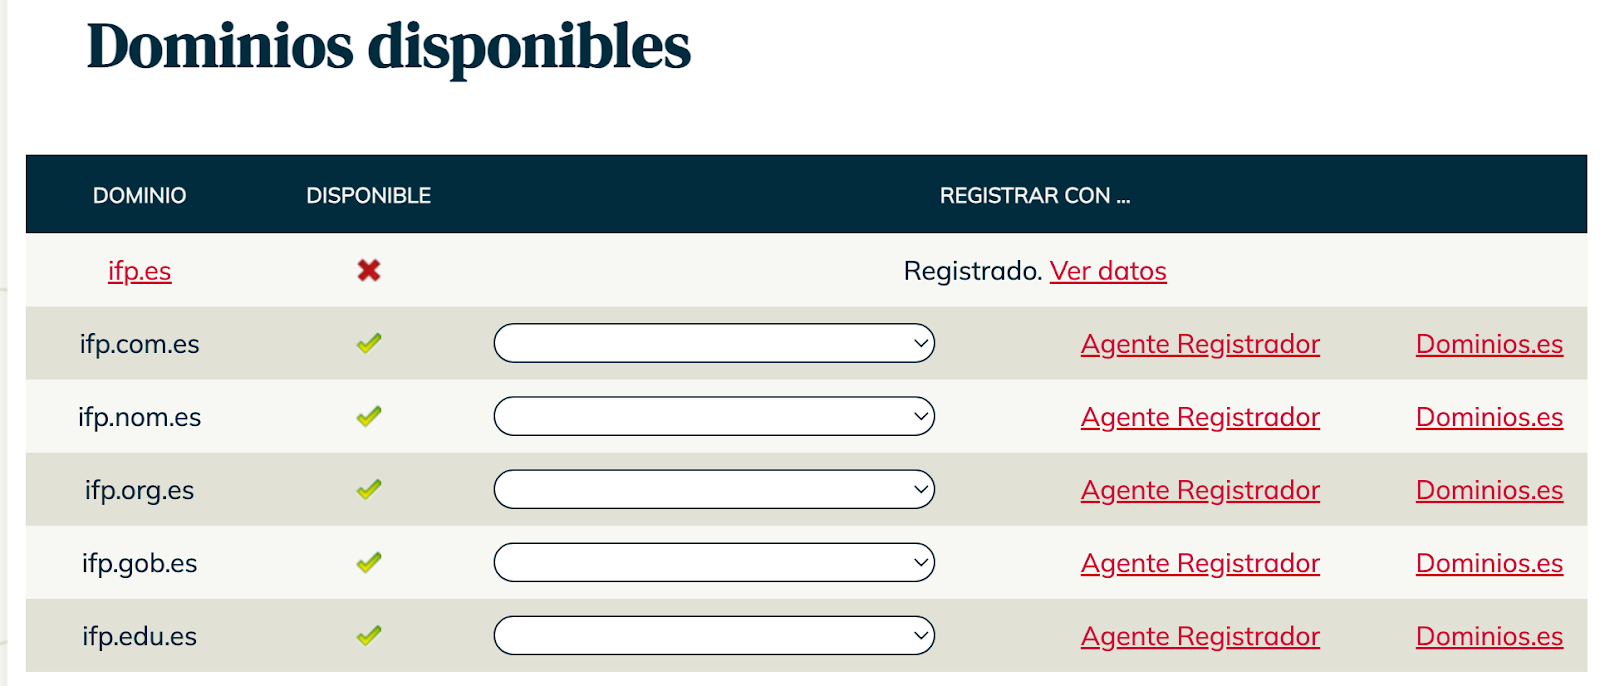 Dominios disponibles
DOMINIO DISPONIBLE REGISTRAR CON ...
ifp.es Registrado. Ver datos
ifp.com.es Agente Registrador Dominios.es
ifp.nom.es Agente Registrador Dominios.es
ifp.org.es Agente Registrador Dominios.es
ifp.gob.es Agente Registrador Dominios.es
ifp.edu.es Agente Registrador Dominios.es